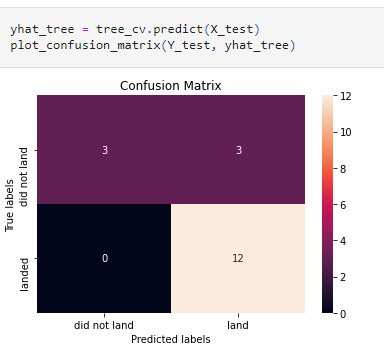 yhat_tree = tree_cv.predict(X_test)
plot_confusion_matrix(Y_test, yhat_tree)
Confusion Matrix
True labels
did not land
landed
3
3
0
12
12
10
8
6
4
2
0
did not land
land
Predicted labels